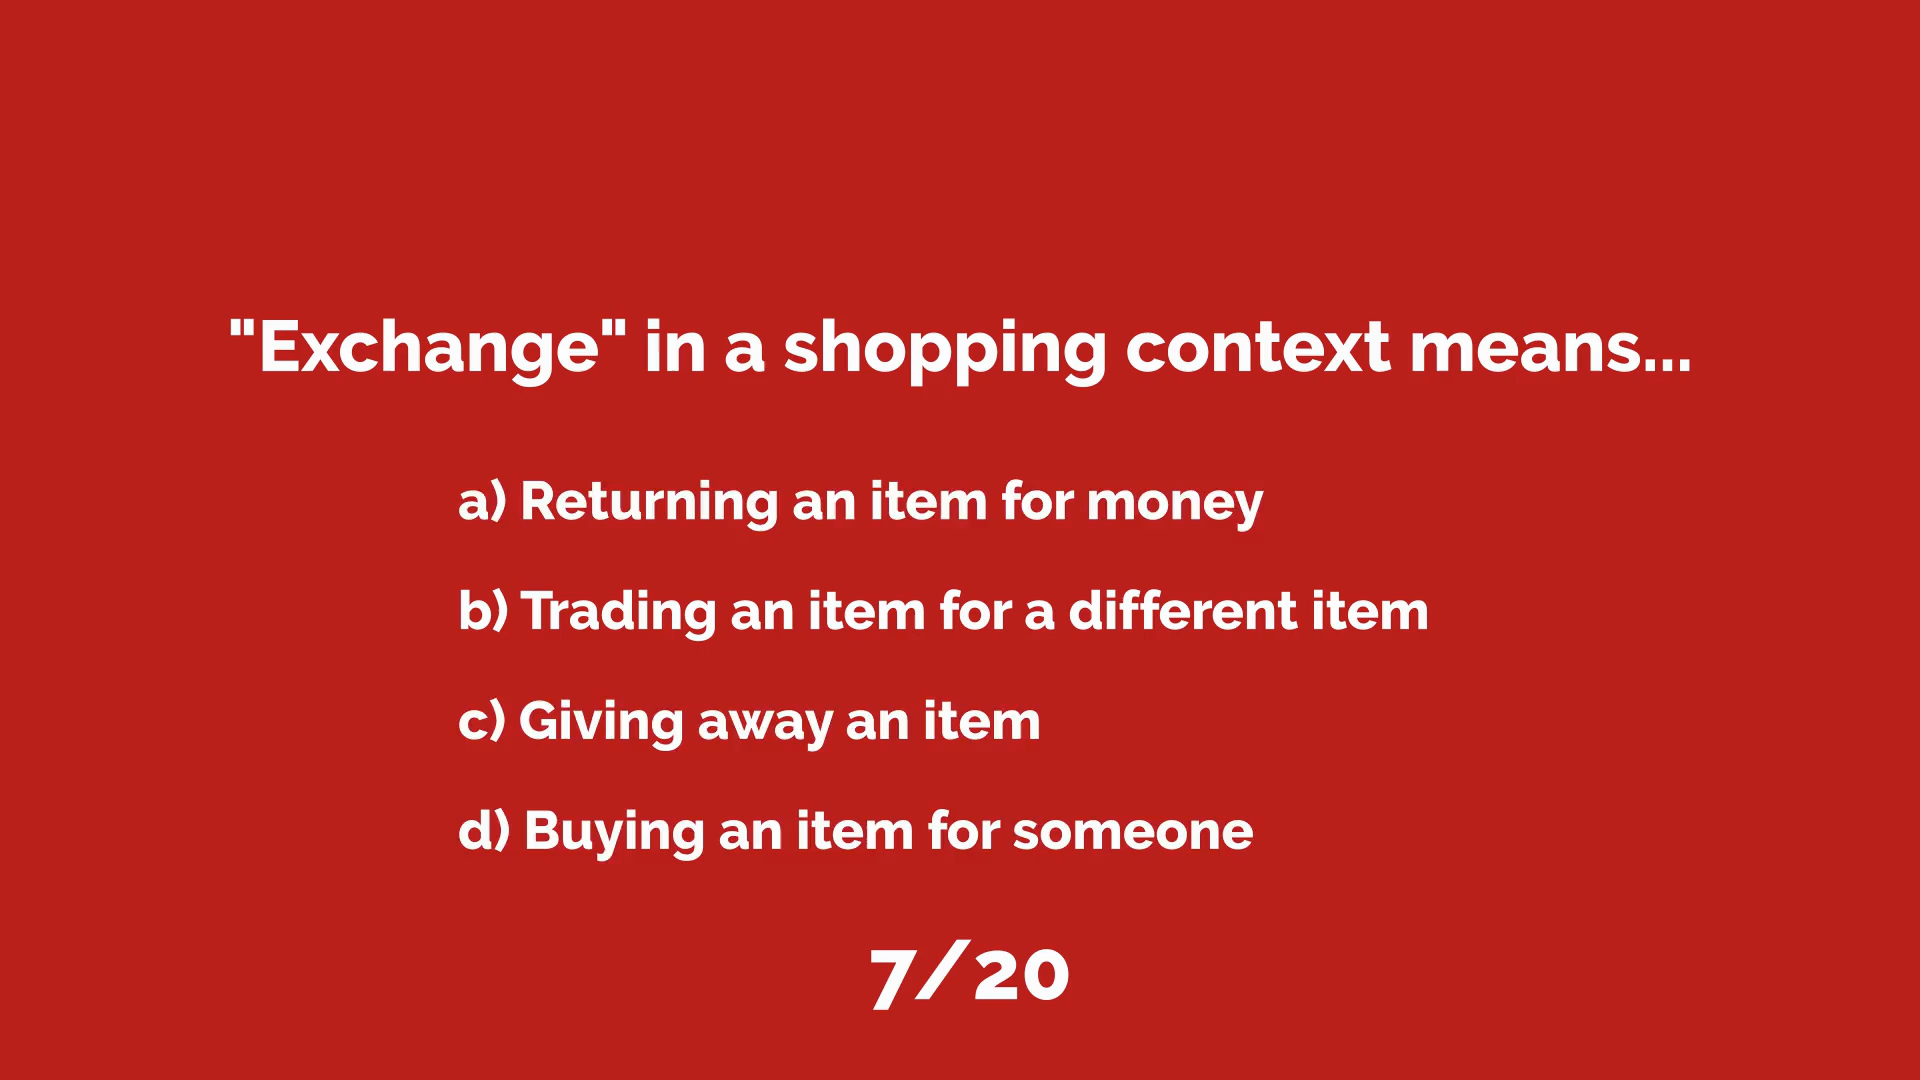 "Exchange" in a shopping context means...
a) Returning an item for money
b) Trading an item for a different item
c) Giving away an item
d) Buying an item for someone
7/20